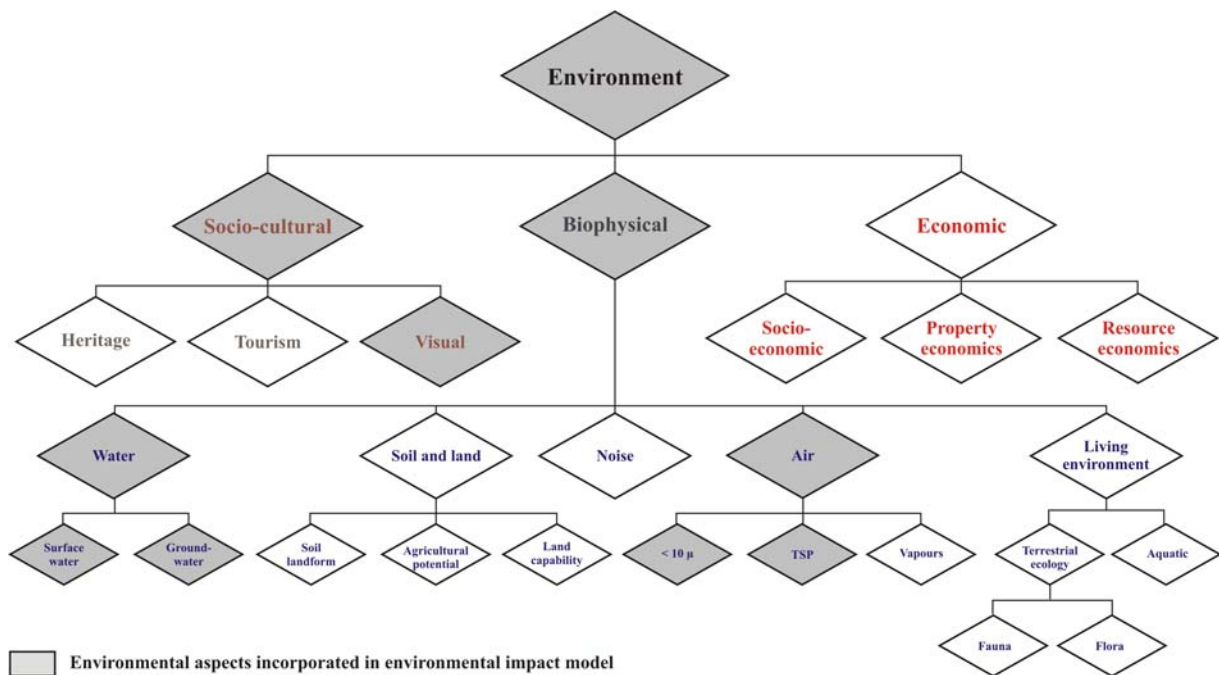 Environment
Socio-cultural
Biophysical
Economic
Heritage
Tourism
Visual
Socio-
economic
Property
economics
Resource
economics
Water
Soil and land
Noise
Air
Living
environment
Surface
water
Ground-
water
Soil
landform
Agricultural
potential
Land
capability
< 10 µ
TSP
Vapours
Terrestrial
ecology
Aquatic
Fauna
Flora
Environmental aspects incorporated in environmental impact model